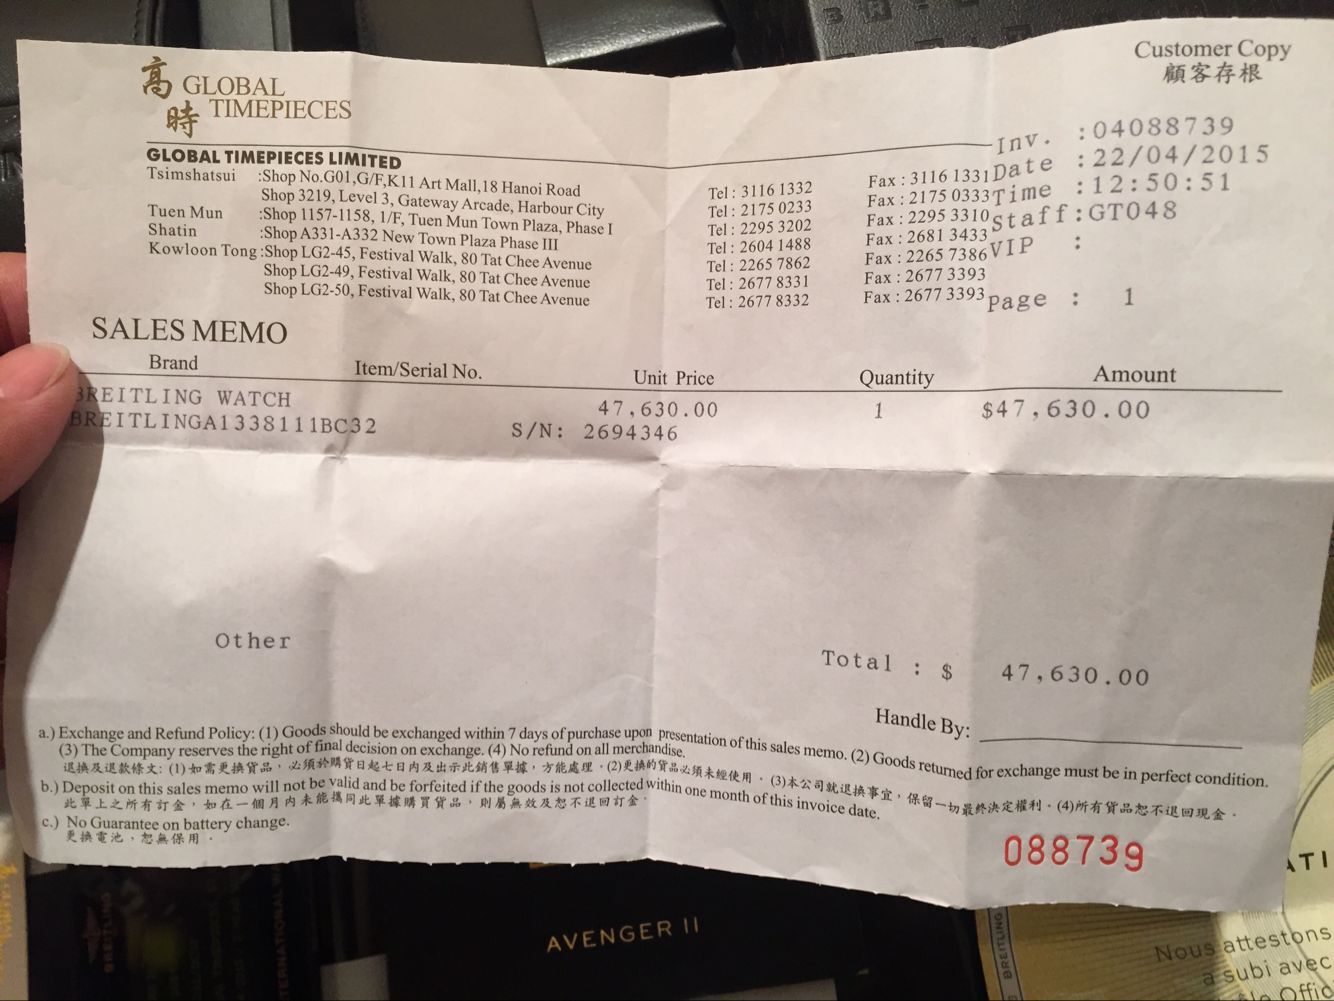 Customer Copy
顧客存根
高時
GLOBAL
TIMEPIECES
GLOBAL TIMEPIECES LIMITED
Inv. :04088739
Date :22/04/2015
Time :12:50:51
Staff:GT048
VIP :
Page : 1
Tsimshatsui :Shop No.G01,G/F,K11 Art Mall,18 Hanoi Road Tel : 3116 1332 Fax : 3116 1331
Shop 3219, Level 3, Gateway Arcade, Harbour City Tel : 2175 0233 Fax : 2175 0333
Tuen Mun :Shop 1157-1158, 1/F, Tuen Mun Town Plaza, Phase I Tel : 2295 3202 Fax : 2295 3310
Shatin :Shop A331-A332 New Town Plaza Phase III Tel : 2604 1488 Fax : 2681 3433
Kowloon Tong :Shop LG2-45, Festival Walk, 80 Tat Chee Avenue Tel : 2265 7862 Fax : 2265 7386
Shop LG2-49, Festival Walk, 80 Tat Chee Avenue Tel : 2677 8331 Fax : 2677 3393
Shop LG2-50, Festival Walk, 80 Tat Chee Avenue Tel : 2677 8332 Fax : 2677 3393
SALES MEMO
Brand Item/Serial No. Unit Price Quantity Amount
BREITLING WATCH 47,630.00 1 $47,630.00
BREITLINGA1338111BC32 S/N: 2694346
Other
Total : $ 47,630.00
Handle By:
a.) Exchange and Refund Policy: (1) Goods should be exchanged within 7 days of purchase upon presentation of this sales memo. (2) Goods returned for exchange must be in perfect condition.
(3) The Company reserves the right of final decision on exchange. (4) No refund on all merchandise.
退換及退款條文: (1) 如需更換貨品，必須於購貨日起七日內及出示此銷售單據，方能處理。(2)更換的貨品必須未經使用。(3)本公司就退換事宜，保留一切最終決定權利。(4)所有貨品恕不退回現金。
b.) Deposit on this sales memo will not be valid and be forfeited if the goods is not collected within one month of this invoice date.
此單上之所有訂金，如在一個月內未能攜同此單據購買貨品，則屬無效及恕不退回訂金。
c.) No Guarantee on battery change.
更換電池，恕無保用。
088739
AVENGER II
BREITLING
BREITLING
Nous attestons
a subi avec